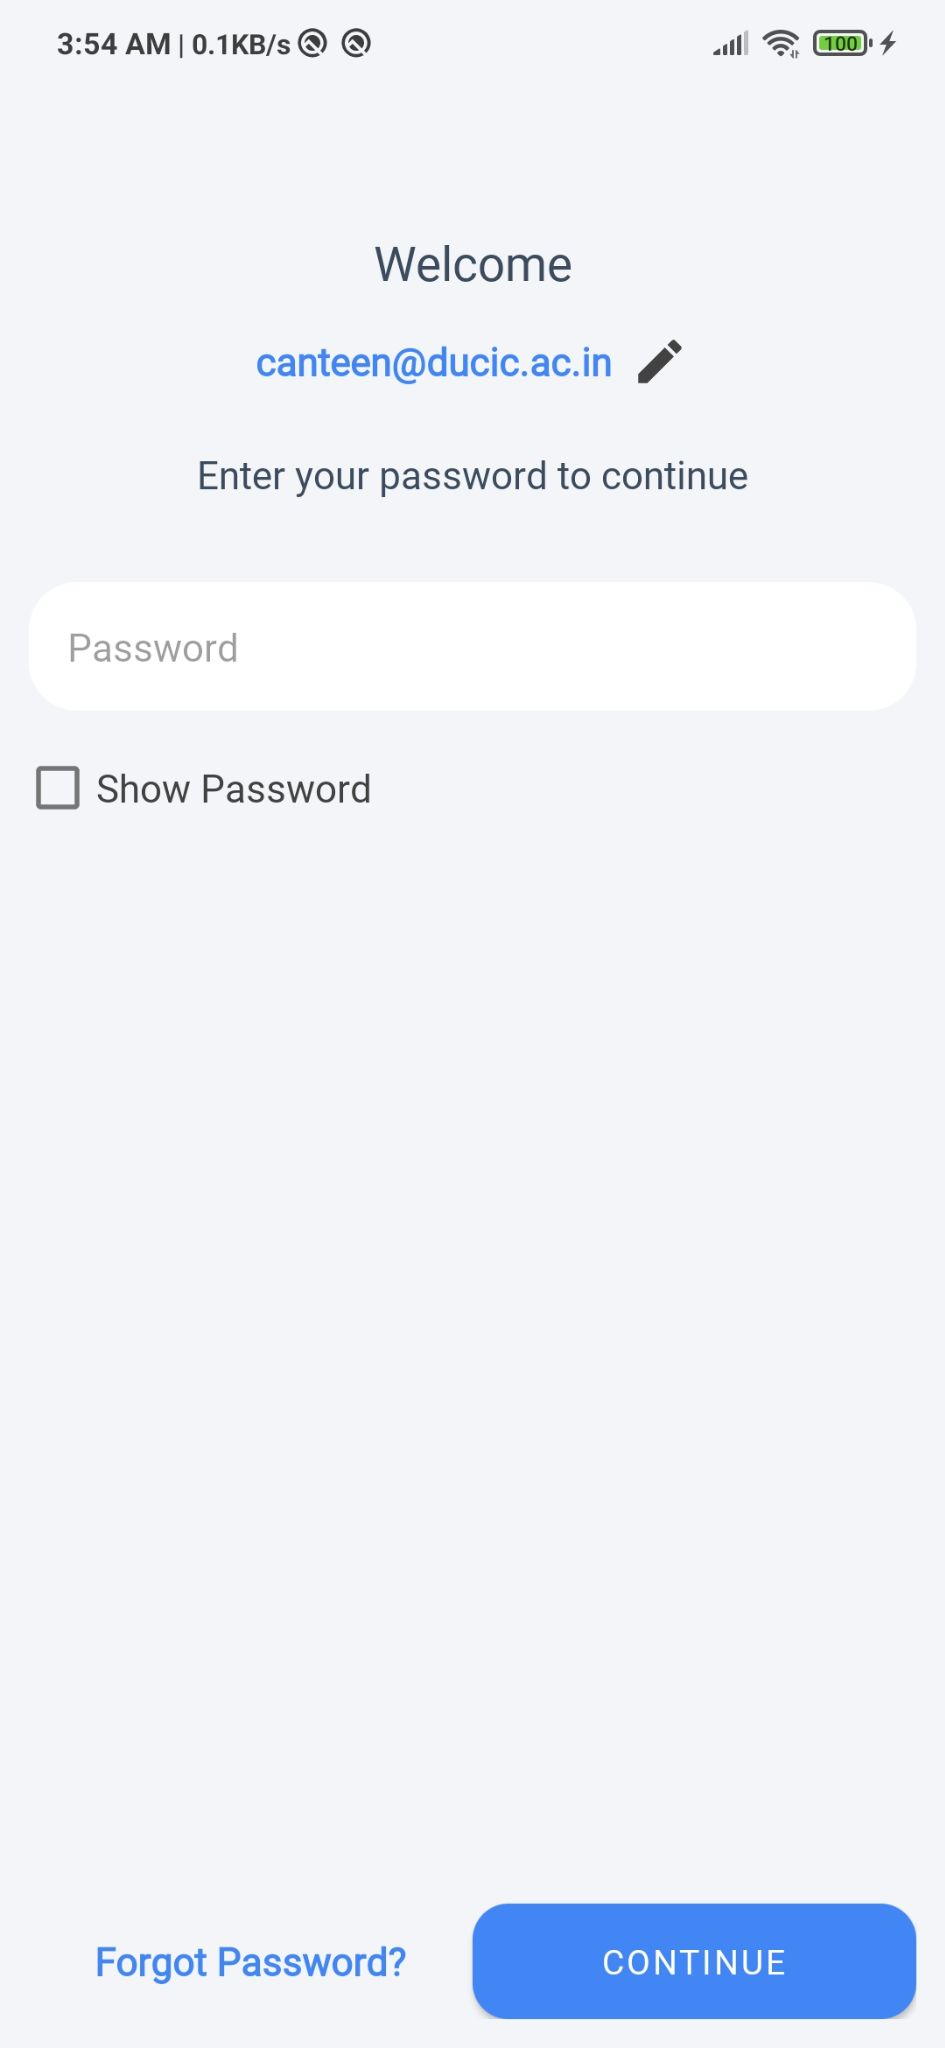 3:54 AM | 0.1KB/s 100
Welcome
canteen@ducic.ac.in
Enter your password to continue
Password
Show Password
Forgot Password? CONTINUE